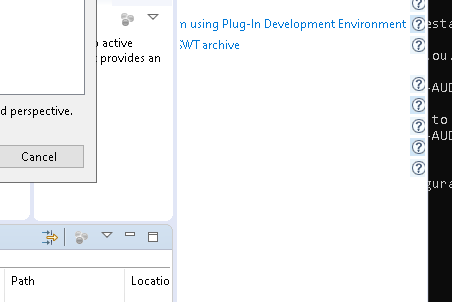 n using Plug-In Development Environment
SWT archive
active
provides an
d perspective.
Cancel
Path
Locatio
esta
ou.
-AUD
to
-AUD
gura